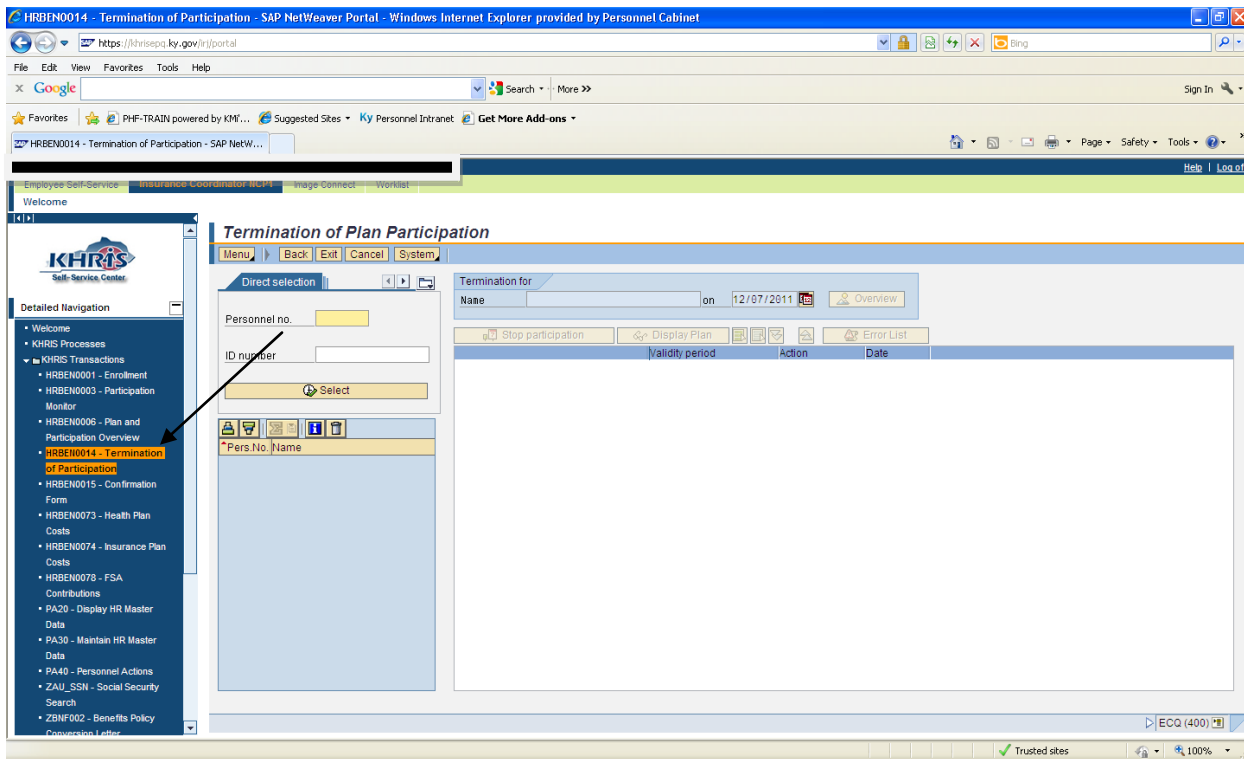 HRBEN0014 - Termination of Participation - SAP NetWeaver Portal - Windows Internet Explorer provided by Personnel Cabinet
https://khrisepq.ky.gov/irj/portal
Bing
File Edit View Favorites Tools Help
x Google Search More >> Sign In
Favorites PHF-TRAIN powered by KMI... Suggested Sites Ky Personnel Intranet Get More Add-ons
HRBEN0014 - Termination of Participation - SAP NetW... Page Safety Tools
Help | Log of
Employee Self-Service Insurance Coordinator IICP1 Image Connect Worklist
Welcome
KHRIS
Self-Service Center
Detailed Navigation
• Welcome
• KHRIS Processes
KHRIS Transactions
• HRBEN0001 - Enrollment
• HRBEN0003 - Participation
Monitor
• HRBEN0006 - Plan and
Participation Overview
• HRBEN0014 - Termination
of Participation
• HRBEN0015 - Confirmation
Form
• HRBEN0073 - Health Plan
Costs
• HRBEN0074 - Insurance Plan
Costs
• HRBEN0078 - FSA
Contributions
• PA20 - Display HR Master
Data
• PA30 - Maintain HR Master
Data
• PA40 - Personnel Actions
• ZAU_SSN - Social Security
Search
• ZBNF002 - Benefits Policy
Conversion Letter
Termination of Plan Participation
Menu Back Exit Cancel System
Direct selection
Personnel no.
ID number
Select
Pers.No. Name
Termination for
Name on 12/07/2011 Overview
Stop participation Display Plan Error List
Validity period Action Date
ECQ (400)
Trusted sites 100%